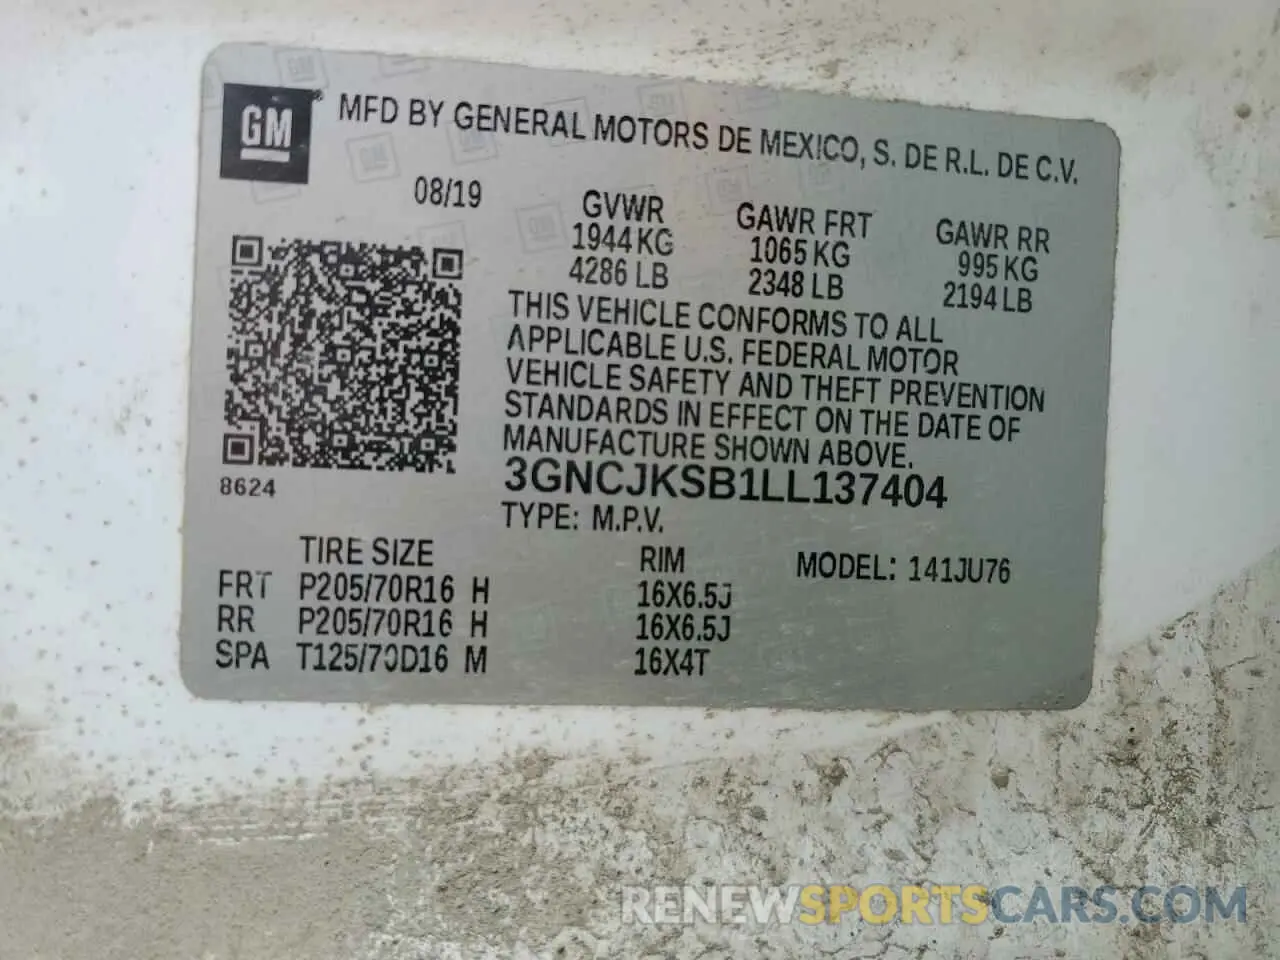 GM
MFD BY GENERAL MOTORS DE MEXICO, S. DE R.L. DE C.V.
08/19
GVWR GAWR FRT GAWR RR
1944 KG 1065 KG 995 KG
4286 LB 2348 LB 2194 LB
THIS VEHICLE CONFORMS TO ALL
APPLICABLE U.S. FEDERAL MOTOR
VEHICLE SAFETY AND THEFT PREVENTION
STANDARDS IN EFFECT ON THE DATE OF
MANUFACTURE SHOWN ABOVE.
8624
3GNCJKSB1LL137404
TYPE: M.P.V.
TIRE SIZE RIM MODEL: 141JU76
FRT P205/70R16 H 16X6.5J
RR P205/70R16 H 16X6.5J
SPA T125/70D16 M 16X4T
RENEWSPORTSCARS.COM